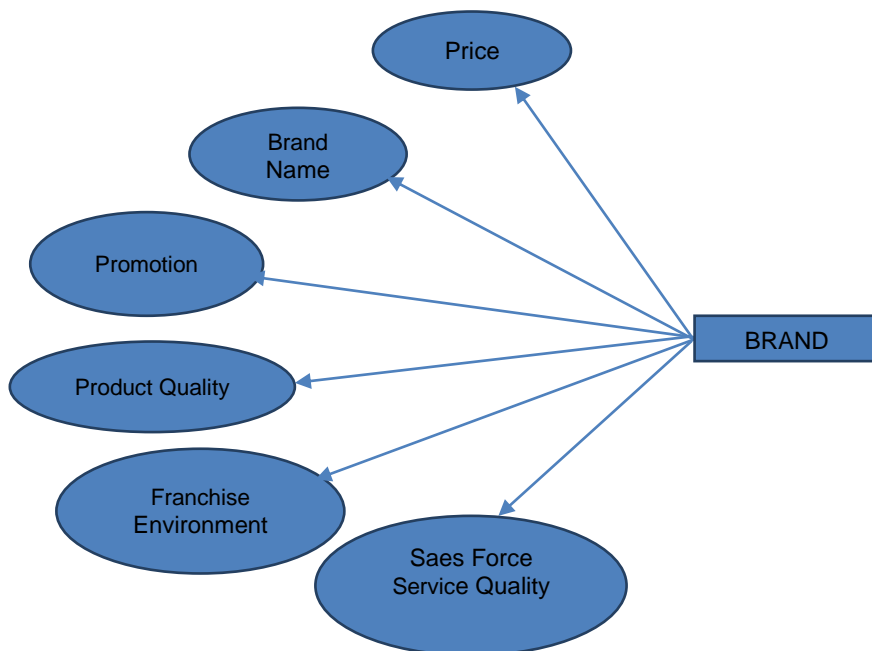 Price
Brand
Name
Promotion
BRAND
Product Quality
Franchise
Environment
Saes Force
Service Quality